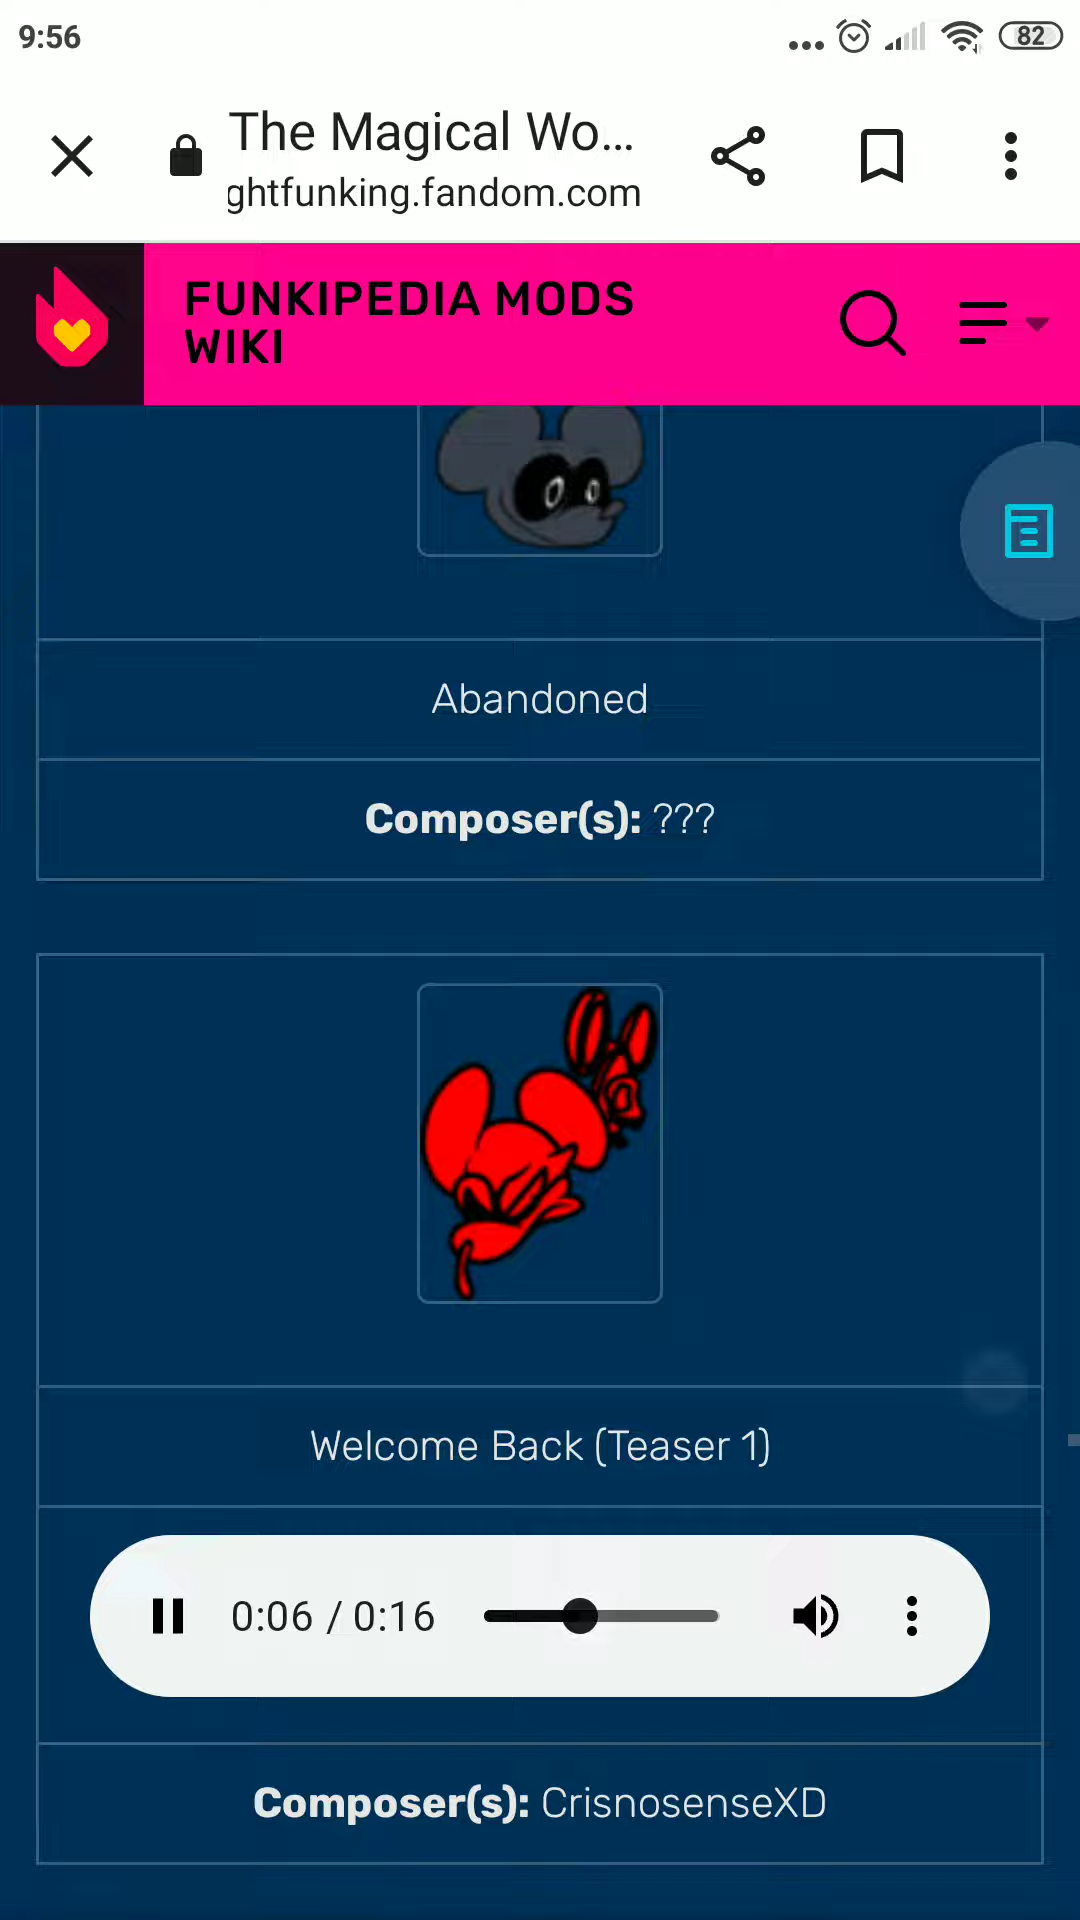 9:56
82
The Magical Wo...
ghtfunking.fandom.com
FUNKIPEDIA MODS
WIKI
Abandoned
Composer(s): ???
Welcome Back (Teaser 1)
0:06 / 0:16
Composer(s): CrisnosenseXD